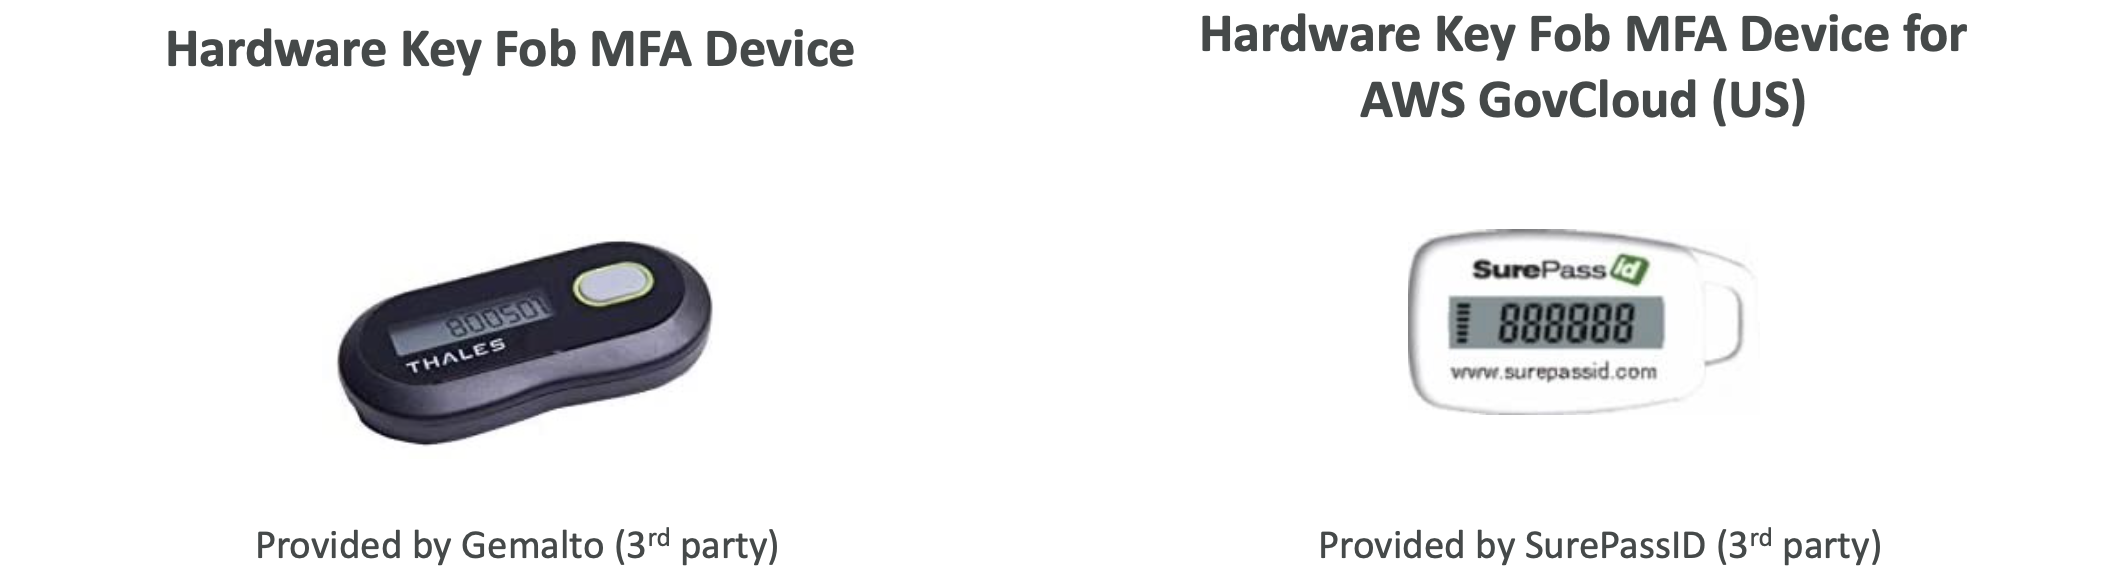 Hardware Key Fob MFA Device
800501
THALES
Provided by Gemalto (3rd party)
Hardware Key Fob MFA Device for
AWS GovCloud (US)
SurePass id
888888
www.surepassid.com
Provided by SurePassID (3rd party)